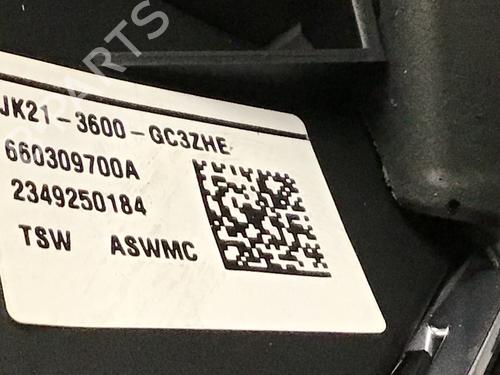 JK21-3600-GC3ZHE
660309700A
2349250184
TSW ASWMC